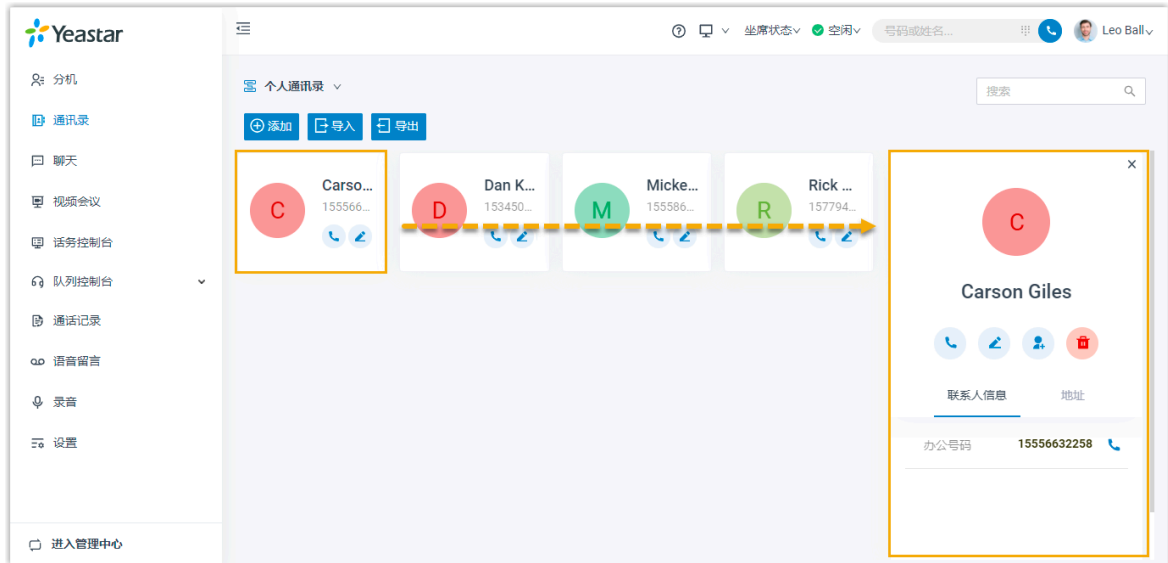 Yeastar
坐席状态
空闲
号码或姓名...
Leo Ball
分机
通讯录
聊天
视频会议
话务控制台
队列控制台
通话记录
语音留言
录音
设置
进入管理中心
个人通讯录
搜索
添加
导入
导出
C
Carso...
155566...
D
Dan K...
153450...
M
Micke...
155586...
R
Rick ...
157794...
C
Carson Giles
联系人信息
地址
办公号码
15556632258